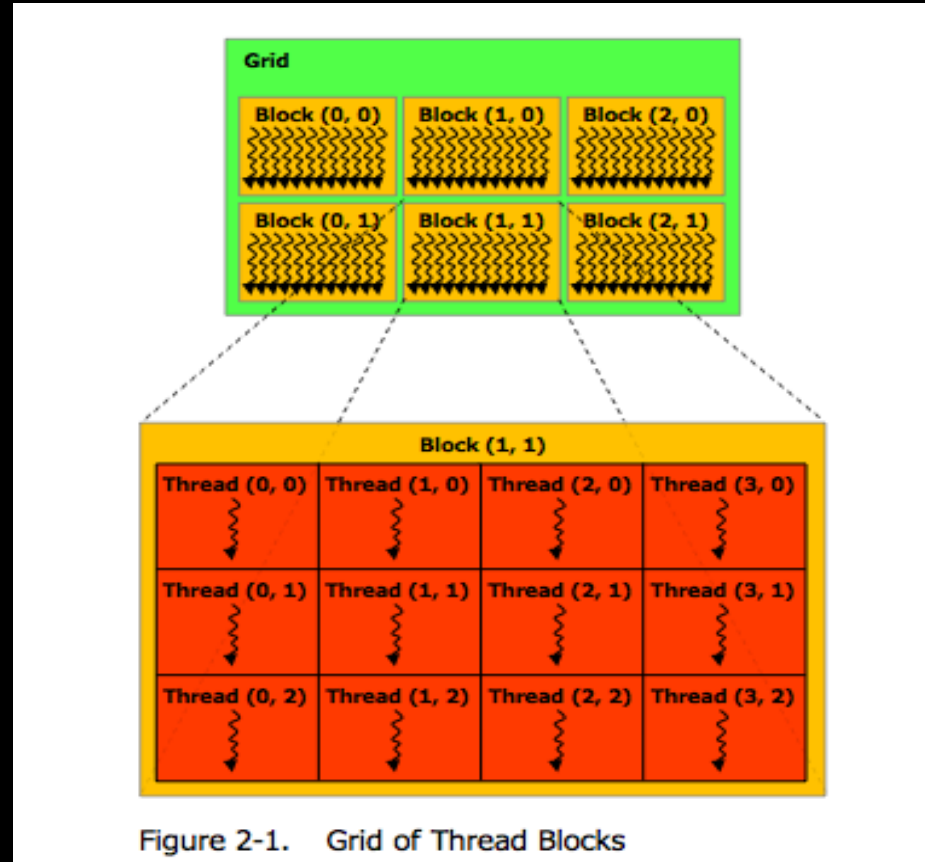 Grid
Block (0, 0) Block (1, 0) Block (2, 0)
Block (0, 1) Block (1, 1) Block (2, 1)
Block (1, 1)
Thread (0, 0) Thread (1, 0) Thread (2, 0) Thread (3, 0)
Thread (0, 1) Thread (1, 1) Thread (2, 1) Thread (3, 1)
Thread (0, 2) Thread (1, 2) Thread (2, 2) Thread (3, 2)
Figure 2-1. Grid of Thread Blocks